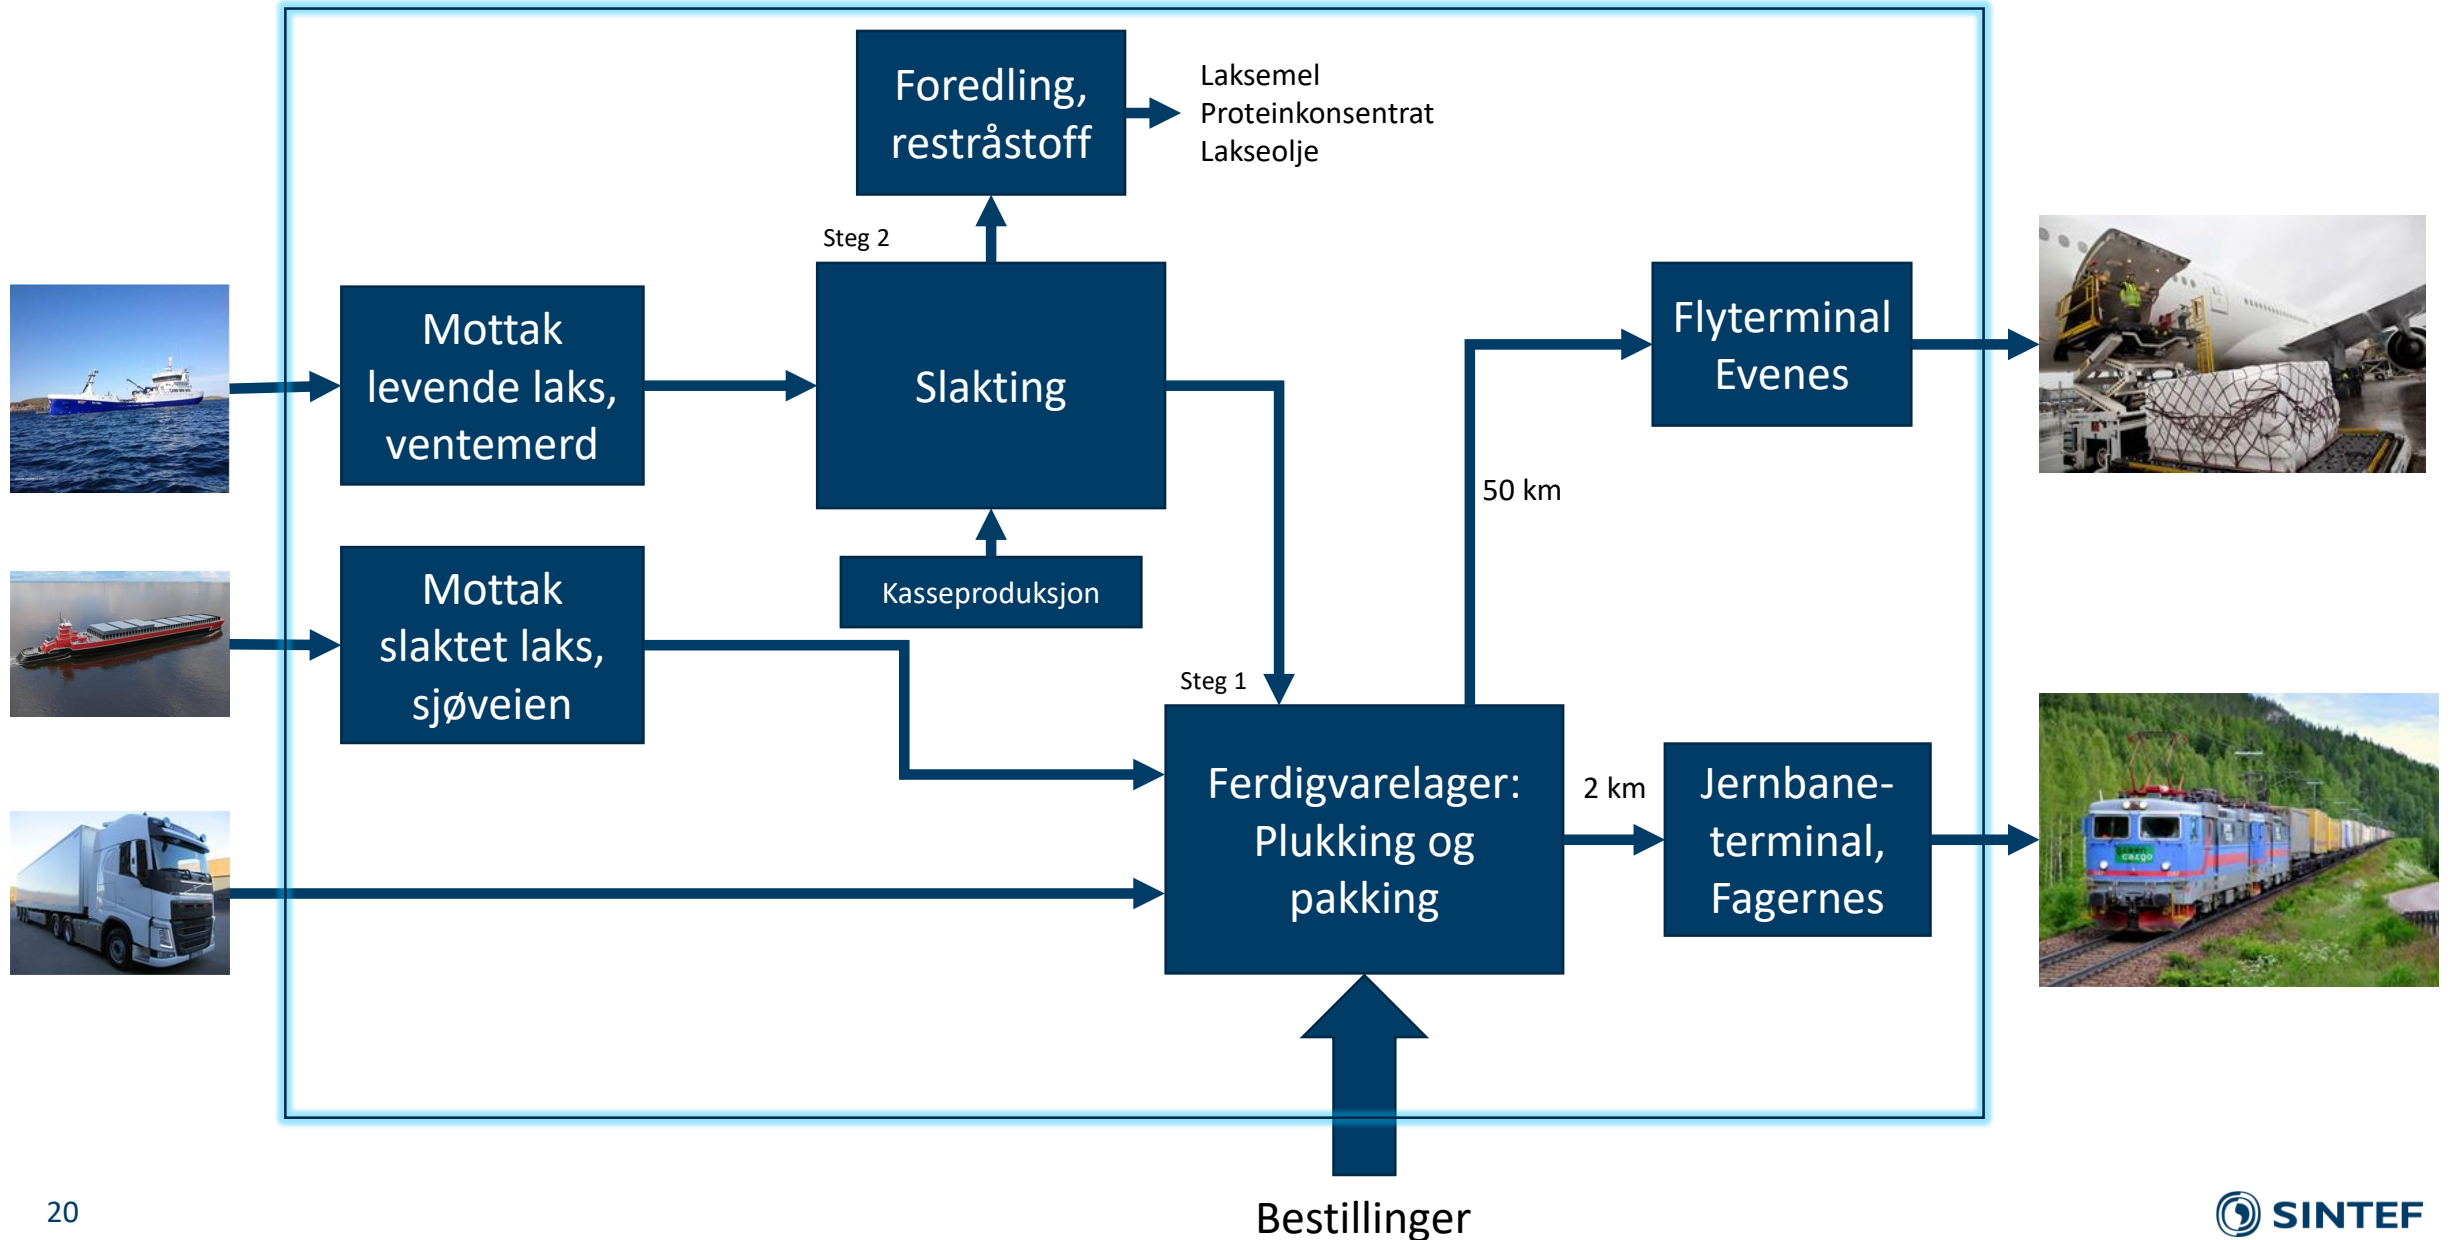 Foredling,
restråstoff
Laksemel
Proteinkonsentrat
Lakseolje
Steg 2
Mottak
levende laks,
ventemerd
Slakting
Flyterminal
Evenes
50 km
Kasseproduksjon
Mottak
slaktet laks,
sjøveien
Steg 1
Ferdigvarelager:
Plukking og
pakking
2 km
Jernbane-
terminal,
Fagernes
Bestillinger
20
SINTEF